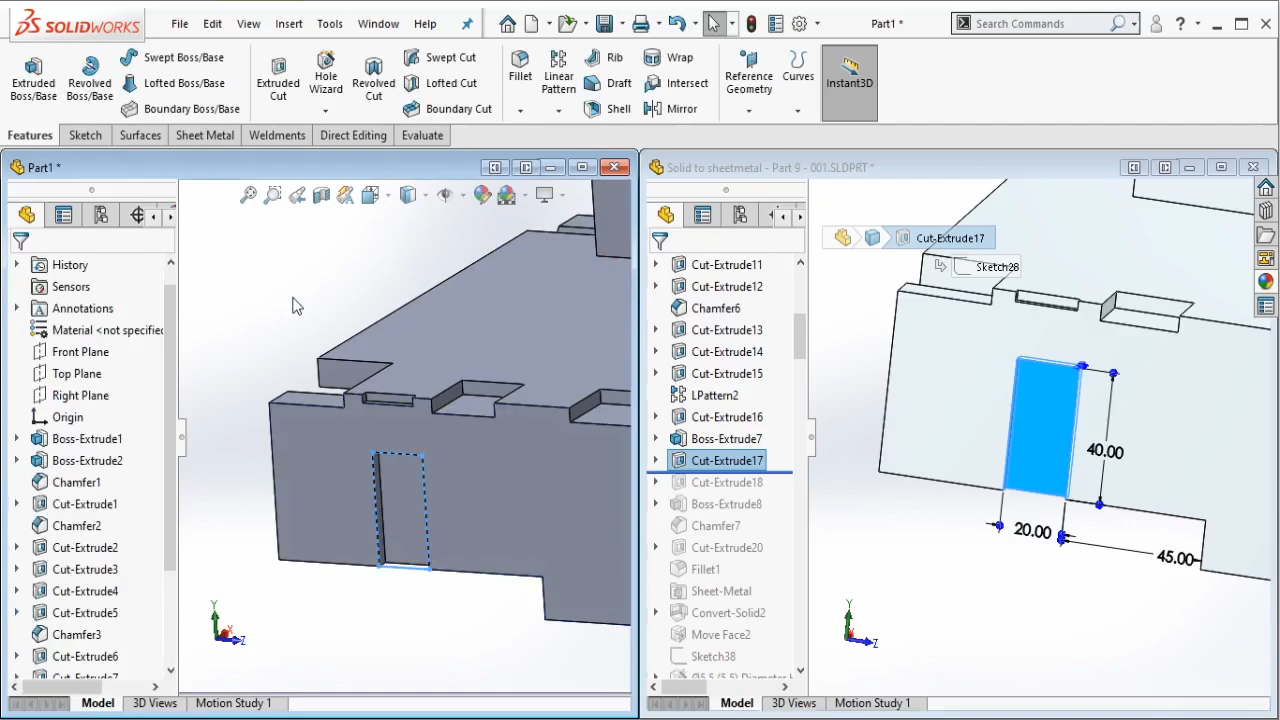 SOLIDWORKS
File Edit View Insert Tools Window Help
Part1 *
Search Commands
Extruded Boss/Base
Revolved Boss/Base
Swept Boss/Base
Lofted Boss/Base
Boundary Boss/Base
Extruded Cut
Hole Wizard
Revolved Cut
Swept Cut
Lofted Cut
Boundary Cut
Fillet
Linear Pattern
Rib
Draft
Shell
Wrap
Intersect
Mirror
Reference Geometry
Curves
Instant3D
Features Sketch Surfaces Sheet Metal Weldments Direct Editing Evaluate
Part1 *
History
Sensors
Annotations
Material <not specified
Front Plane
Top Plane
Right Plane
Origin
Boss-Extrude1
Boss-Extrude2
Chamfer1
Cut-Extrude1
Chamfer2
Cut-Extrude2
Cut-Extrude3
Cut-Extrude4
Cut-Extrude5
Chamfer3
Cut-Extrude6
Y
X
Z
Model 3D Views Motion Study 1
Solid to sheetmetal - Part 9 - 001.SLDPRT *
Cut-Extrude11
Cut-Extrude12
Chamfer6
Cut-Extrude13
Cut-Extrude14
Cut-Extrude15
LPattern2
Cut-Extrude16
Boss-Extrude7
Cut-Extrude17
Cut-Extrude18
Boss-Extrude8
Chamfer7
Cut-Extrude20
Fillet1
Sheet-Metal
Convert-Solid2
Move Face2
Sketch38
Cut-Extrude17
Sketch28
40.00
20.00
45.00
Y
X
Z
Model 3D Views Motion Study 1